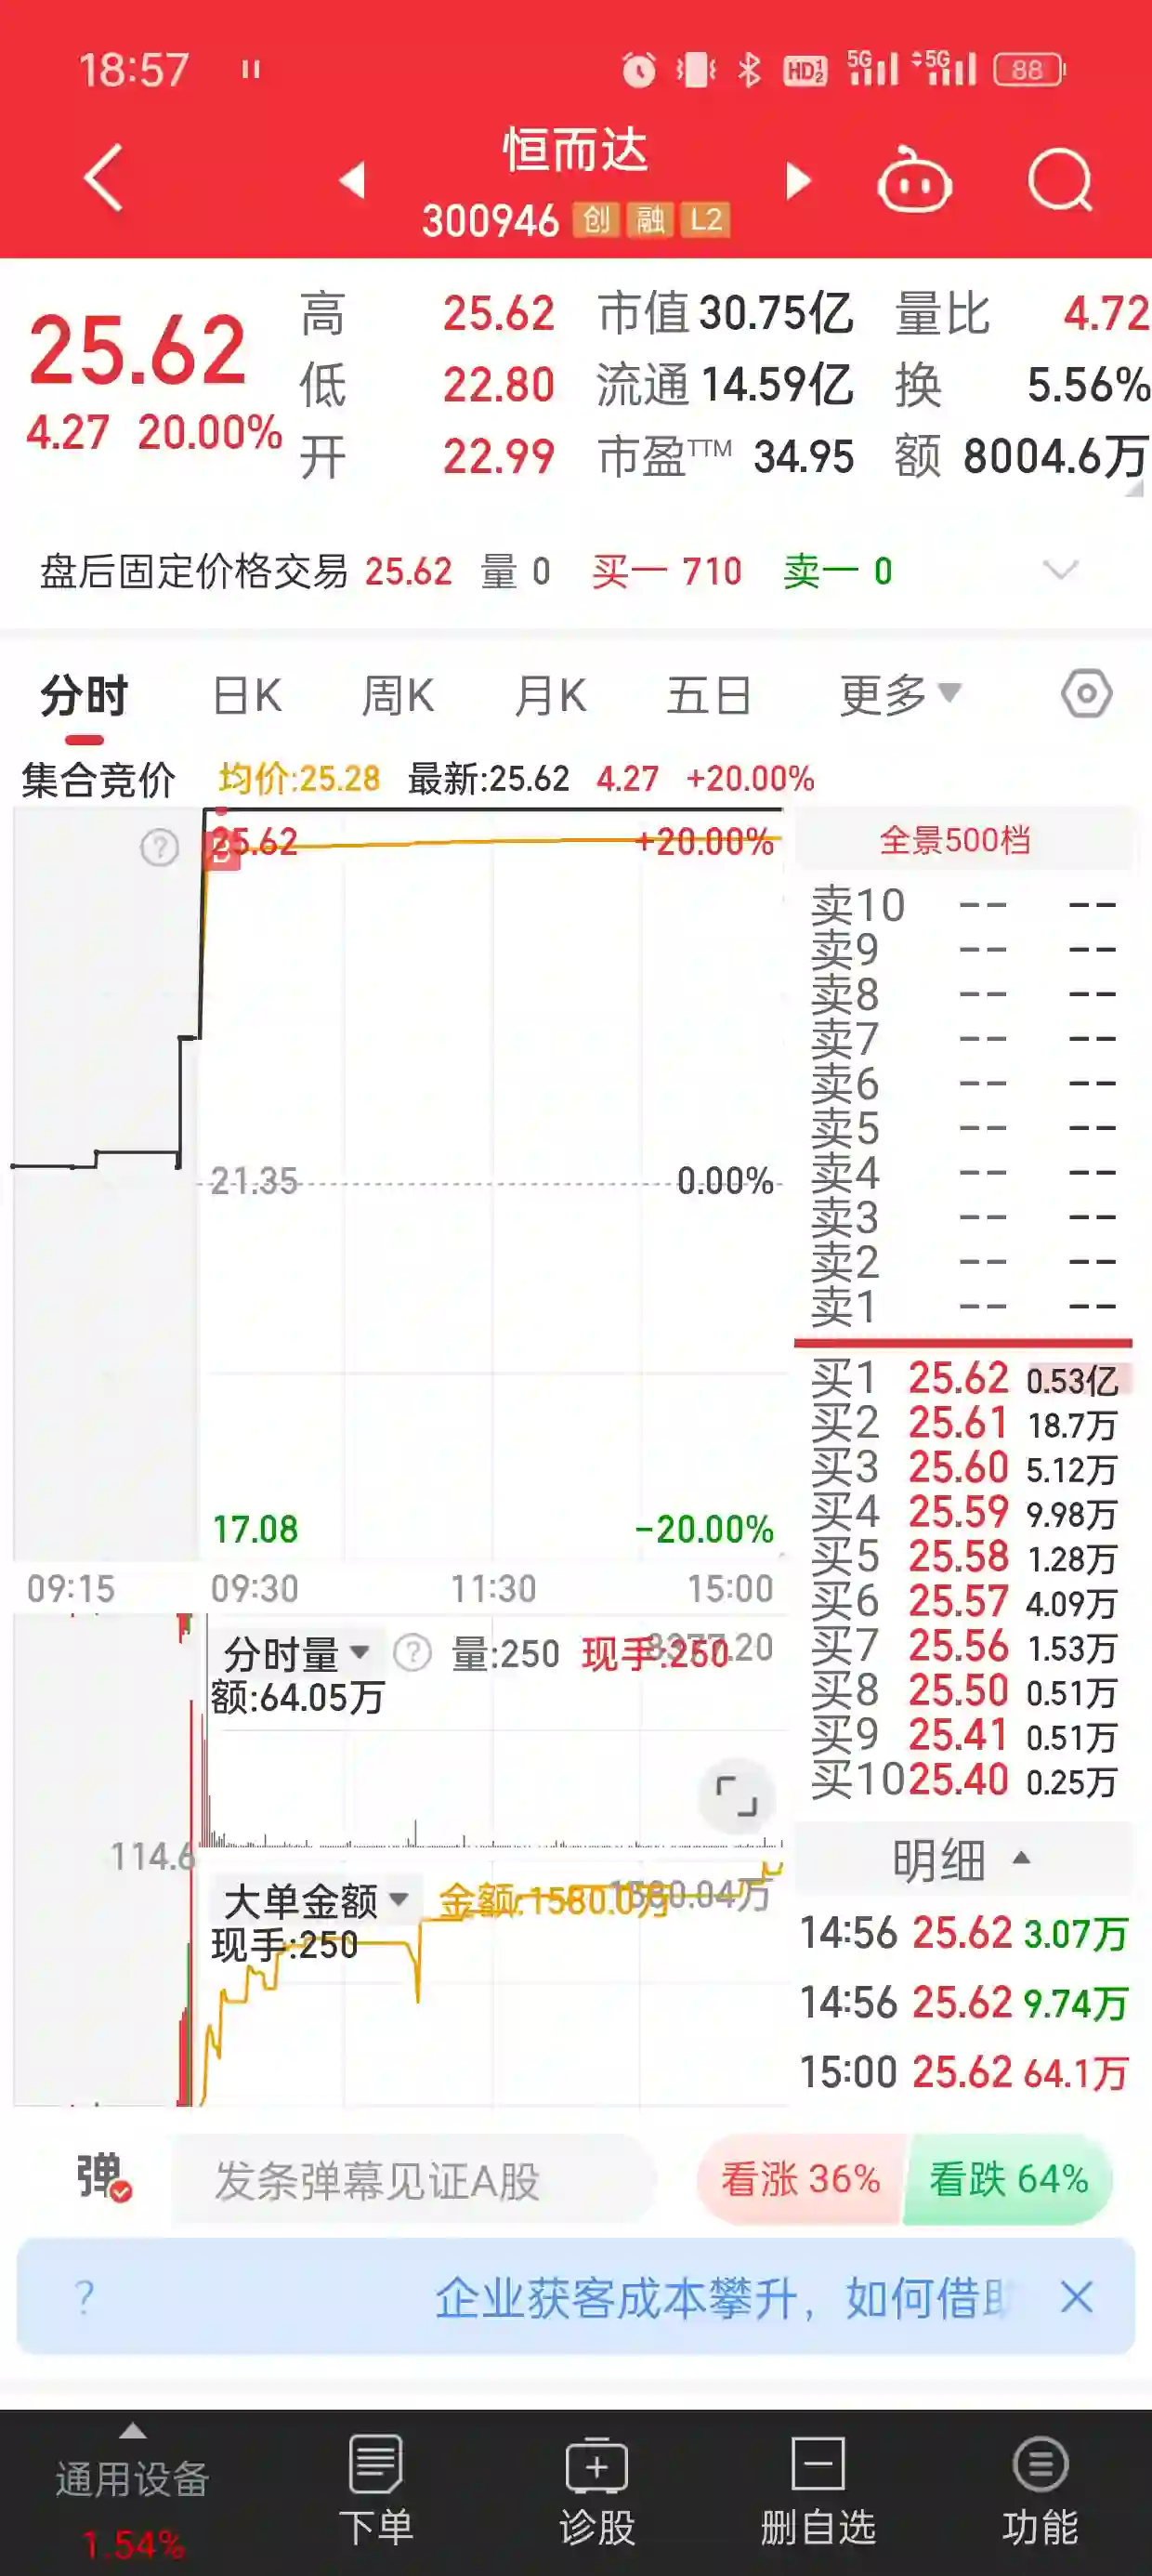 18:57 HD 1 2 5G 5G 88
恒而达
300946 创 融 L2
25.62
4.27 20.00%
高 25.62 市值 30.75亿 量比 4.72
低 22.80 流通 14.59亿 换 5.56%
开 22.99 市盈TTM 34.95 额 8004.6万
盘后固定价格交易 25.62 量 0 买一 710 卖一 0
分时 日K 周K 月K 五日 更多
集合竞价 均价:25.28 最新:25.62 4.27 +20.00%
? B 25.62 +20.00%
21.35 0.00%
17.08 -20.00%
09:15 09:30 11:30 15:00
分时量 ? 量:250 现手:250
额:64.05万
114.6
大单金额 金额:1580.0万 1580.04万
现手:250
全景500档
卖10 -- --
卖9 -- --
卖8 -- --
卖7 -- --
卖6 -- --
卖5 -- --
卖4 -- --
卖3 -- --
卖2 -- --
卖1 -- --
买1 25.62 0.53亿
买2 25.61 18.7万
买3 25.60 5.12万
买4 25.59 9.98万
买5 25.58 1.28万
买6 25.57 4.09万
买7 25.56 1.53万
买8 25.50 0.51万
买9 25.41 0.51万
买10 25.40 0.25万
明细
14:56 25.62 3.07万
14:56 25.62 9.74万
15:00 25.62 64.1万
弹 发条弹幕见证A股 看涨 36% 看跌 64%
? 企业获客成本攀升，如何借
通用设备
1.54%
下单 诊股 删自选 功能